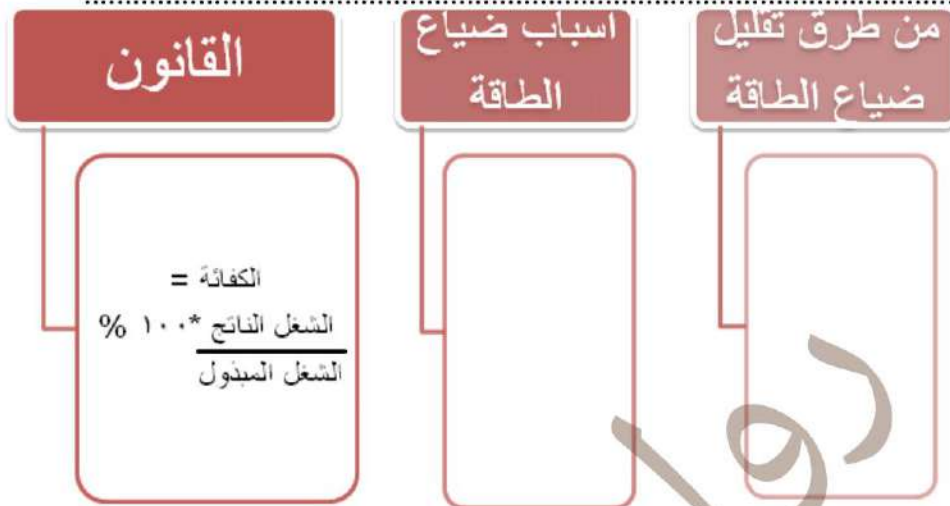 من طرق تقليل
ضياع الطاقة
اسباب ضياع
الطاقة
القانون
الكفائة =
الشغل الناتج *١٠٠ %
الشغل المبذول